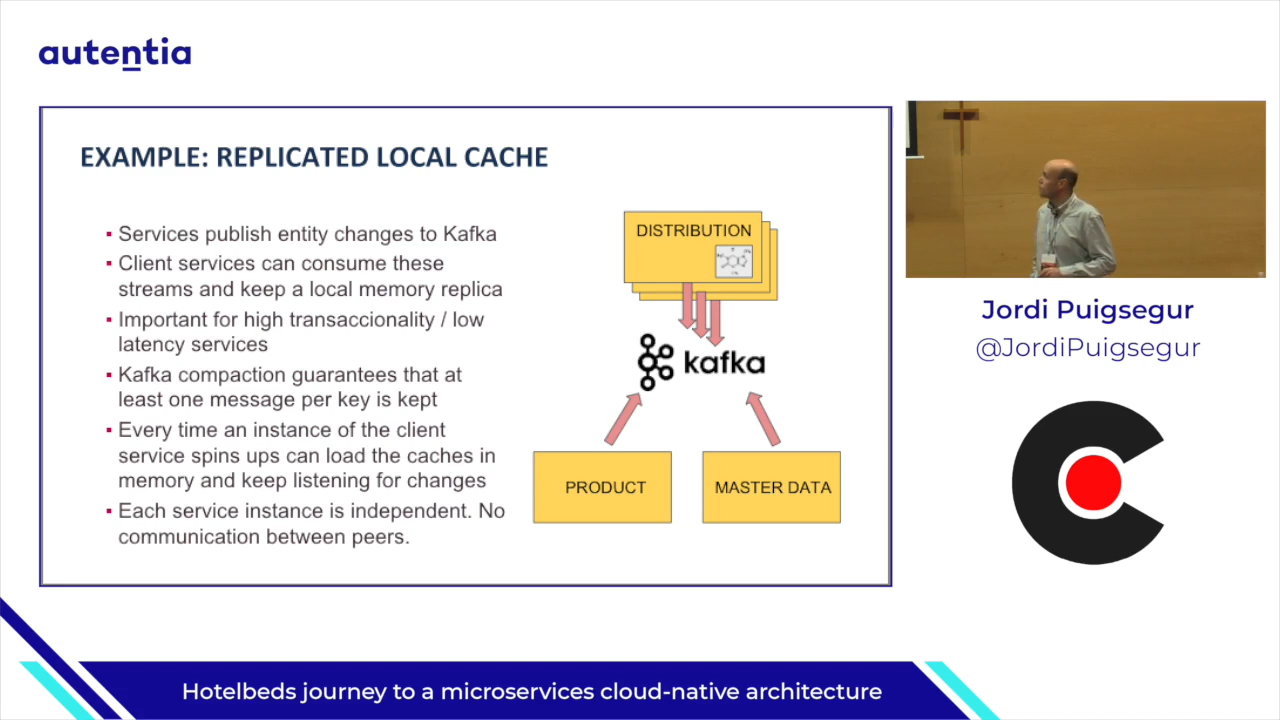 autentia
EXAMPLE: REPLICATED LOCAL CACHE
▪ Services publish entity changes to Kafka
▪ Client services can consume these
streams and keep a local memory replica
▪ Important for high transaccionality / low
latency services
▪ Kafka compaction guarantees that at
least one message per key is kept
▪ Every time an instance of the client
service spins ups can load the caches in
memory and keep listening for changes
▪ Each service instance is independent. No
communication between peers.
DISTRIBUTION
kafka
PRODUCT
MASTER DATA
Jordi Puigsegur
@JordiPuigsegur
Hotelbeds journey to a microservices cloud-native architecture